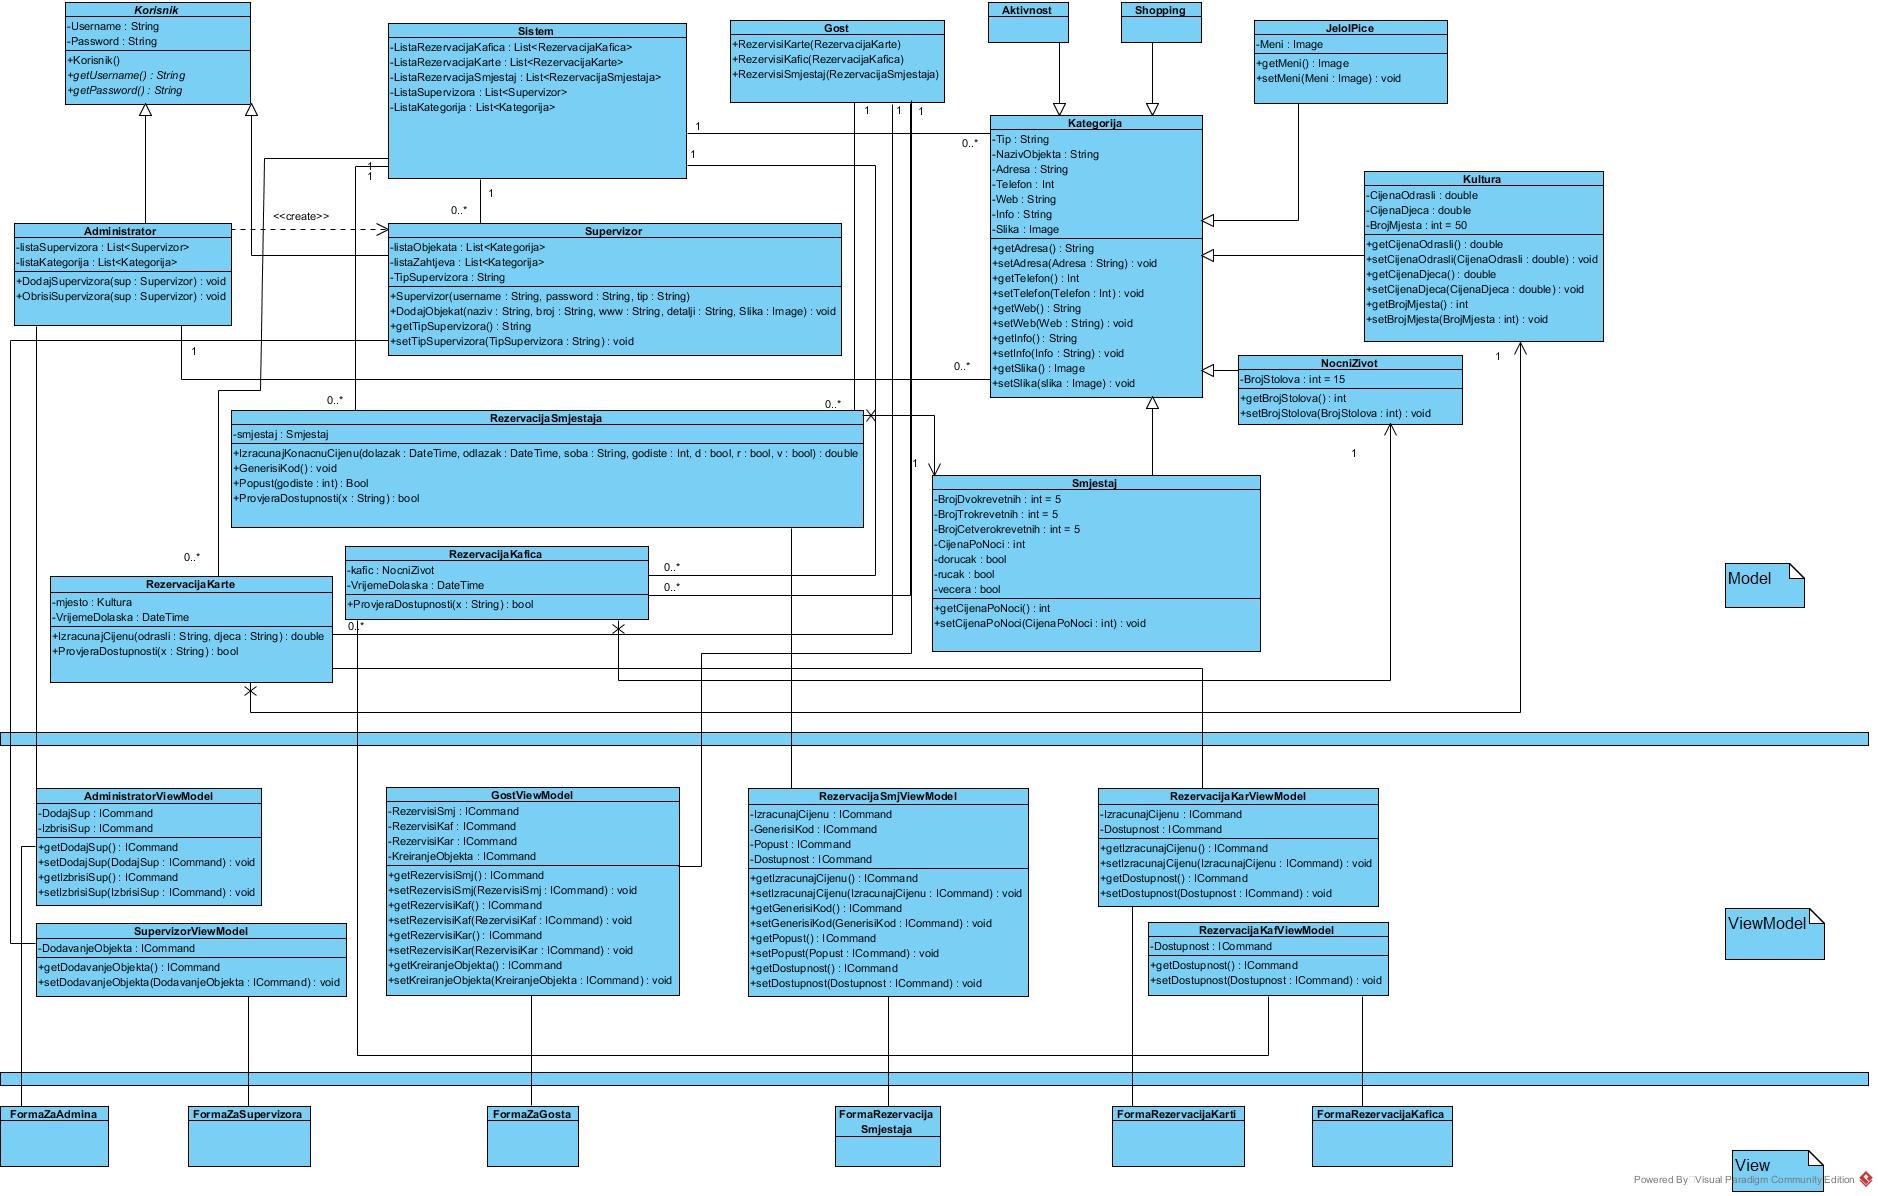 Korisnik
-Username : String
-Password : String
+Korisnik()
+getUsername() : String
+getPassword() : String
Sistem
-ListaRezervacijaKafica : List<RezervacijaKafica>
-ListaRezervacijaKarte : List<RezervacijaKarte>
-ListaRezervacijaSmjestaj : List<RezervacijaSmjestaja>
-ListaSupervizora : List<Supervizor>
-ListaKategorija : List<Kategorija>
Gost
+RezervisiKarte(RezervacijaKarte)
+RezervisiKafic(RezervacijaKafica)
+RezervisiSmjestaj(RezervacijaSmjestaja)
Aktivnost
Shopping
JeloIPice
-Meni : Image
+getMeni() : Image
+setMeni(Meni : Image) : void
1
1
1
1
0..*
1
1
1
1
0..*
<<create>>
Kategorija
-Tip : String
-NazivObjekta : String
-Adresa : String
-Telefon : Int
-Web : String
-Info : String
-Slika : Image
+getAdresa() : String
+setAdresa(Adresa : String) : void
+getTelefon() : Int
+setTelefon(Telefon : Int) : void
+getWeb() : String
+setWeb(Web : String) : void
+getInfo() : String
+setInfo(Info : String) : void
+getSlika() : Image
+setSlika(slika : Image) : void
Kultura
-CijenaOdrasli : double
-CijenaDjeca : double
-BrojMjesta : int = 50
+getCijenaOdrasli() : double
+setCijenaOdrasli(CijenaOdrasli : double) : void
+getCijenaDjeca() : double
+setCijenaDjeca(CijenaDjeca : double) : void
+getBrojMjesta() : int
+setBrojMjesta(BrojMjesta : int) : void
Administrator
-listaSupervizora : List<Supervizor>
-listaKategorija : List<Kategorija>
+DodajSupervizora(sup : Supervizor) : void
+ObrisiSupervizora(sup : Supervizor) : void
Supervizor
-listaObjekata : List<Kategorija>
-listaZahtjeva : List<Kategorija>
-TipSupervizora : String
+Supervizor(username : String, password : String, tip : String)
+DodajObjekat(naziv : String, broj : String, www : String, detalji : String, Slika : Image) : void
+getTipSupervizora() : String
+setTipSupervizora(TipSupervizora : String) : void
1
0..*
1
NocniZivot
-BrojStolova : int = 15
+getBrojStolova() : int
+setBrojStolova(BrojStolova : int) : void
0..*
0..*
RezervacijaSmjestaja
-smjestaj : Smjestaj
+IzracunajKonacnuCijenu(dolazak : DateTime, odlazak : DateTime, soba : String, godiste : Int, d : bool, r : bool, v : bool) : double
+GenerisiKod() : void
+Popust(godiste : int) : Bool
+ProvjeraDostupnosti(x : String) : bool
1
1
Smjestaj
-BrojDvokrevetnih : int = 5
-BrojTrokrevetnih : int = 5
-BrojCetverokrevetnih : int = 5
-CijenaPoNoci : int
-dorucak : bool
-rucak : bool
-vecera : bool
+getCijenaPoNoci() : int
+setCijenaPoNoci(CijenaPoNoci : int) : void
0..*
RezervacijaKarte
-mjesto : Kultura
-VrijemeDolaska : DateTime
+IzracunajCijenu(odrasli : String, djeca : String) : double
+ProvjeraDostupnosti(x : String) : bool
RezervacijaKafica
-kafic : NocniZivot
-VrijemeDolaska : DateTime
+ProvjeraDostupnosti(x : String) : bool
0..*
0..*
0..*
Model
AdministratorViewModel
-DodajSup : ICommand
-IzbrisiSup : ICommand
+getDodajSup() : ICommand
+setDodajSup(DodajSup : ICommand) : void
+getIzbrisiSup() : ICommand
+setIzbrisiSup(IzbrisiSup : ICommand) : void
SupervizorViewModel
-DodavanjeObjekta : ICommand
+getDodavanjeObjekta() : ICommand
+setDodavanjeObjekta(DodavanjeObjekta : ICommand) : void
GostViewModel
-RezervisiSmj : ICommand
-RezervisiKaf : ICommand
-RezervisiKar : ICommand
-KreiranjeObjekta : ICommand
+getRezervisiSmj() : ICommand
+setRezervisiSmj(RezervisiSmj : ICommand) : void
+getRezervisiKaf() : ICommand
+setRezervisiKaf(RezervisiKaf : ICommand) : void
+getRezervisiKar() : ICommand
+setRezervisiKar(RezervisiKar : ICommand) : void
+getKreiranjeObjekta() : ICommand
+setKreiranjeObjekta(KreiranjeObjekta : ICommand) : void
RezervacijaSmjViewModel
-IzracunajCijenu : ICommand
-GenerisiKod : ICommand
-Popust : ICommand
-Dostupnost : ICommand
+getIzracunajCijenu() : ICommand
+setIzracunajCijenu(IzracunajCijenu : ICommand) : void
+getGenerisiKod() : ICommand
+setGenerisiKod(GenerisiKod : ICommand) : void
+getPopust() : ICommand
+setPopust(Popust : ICommand) : void
+getDostupnost() : ICommand
+setDostupnost(Dostupnost : ICommand) : void
RezervacijaKarViewModel
-IzracunajCijenu : ICommand
-Dostupnost : ICommand
+getIzracunajCijenu() : ICommand
+setIzracunajCijenu(IzracunajCijenu : ICommand) : void
+getDostupnost() : ICommand
+setDostupnost(Dostupnost : ICommand) : void
RezervacijaKafViewModel
-Dostupnost : ICommand
+getDostupnost() : ICommand
+setDostupnost(Dostupnost : ICommand) : void
ViewModel
FormaZaAdmina
FormaZaSupervizora
FormaZaGosta
FormaRezervacija
Smjestaja
FormaRezervacijaKarti
FormaRezervacijaKafica
View
Powered By Visual Paradigm Community Edition